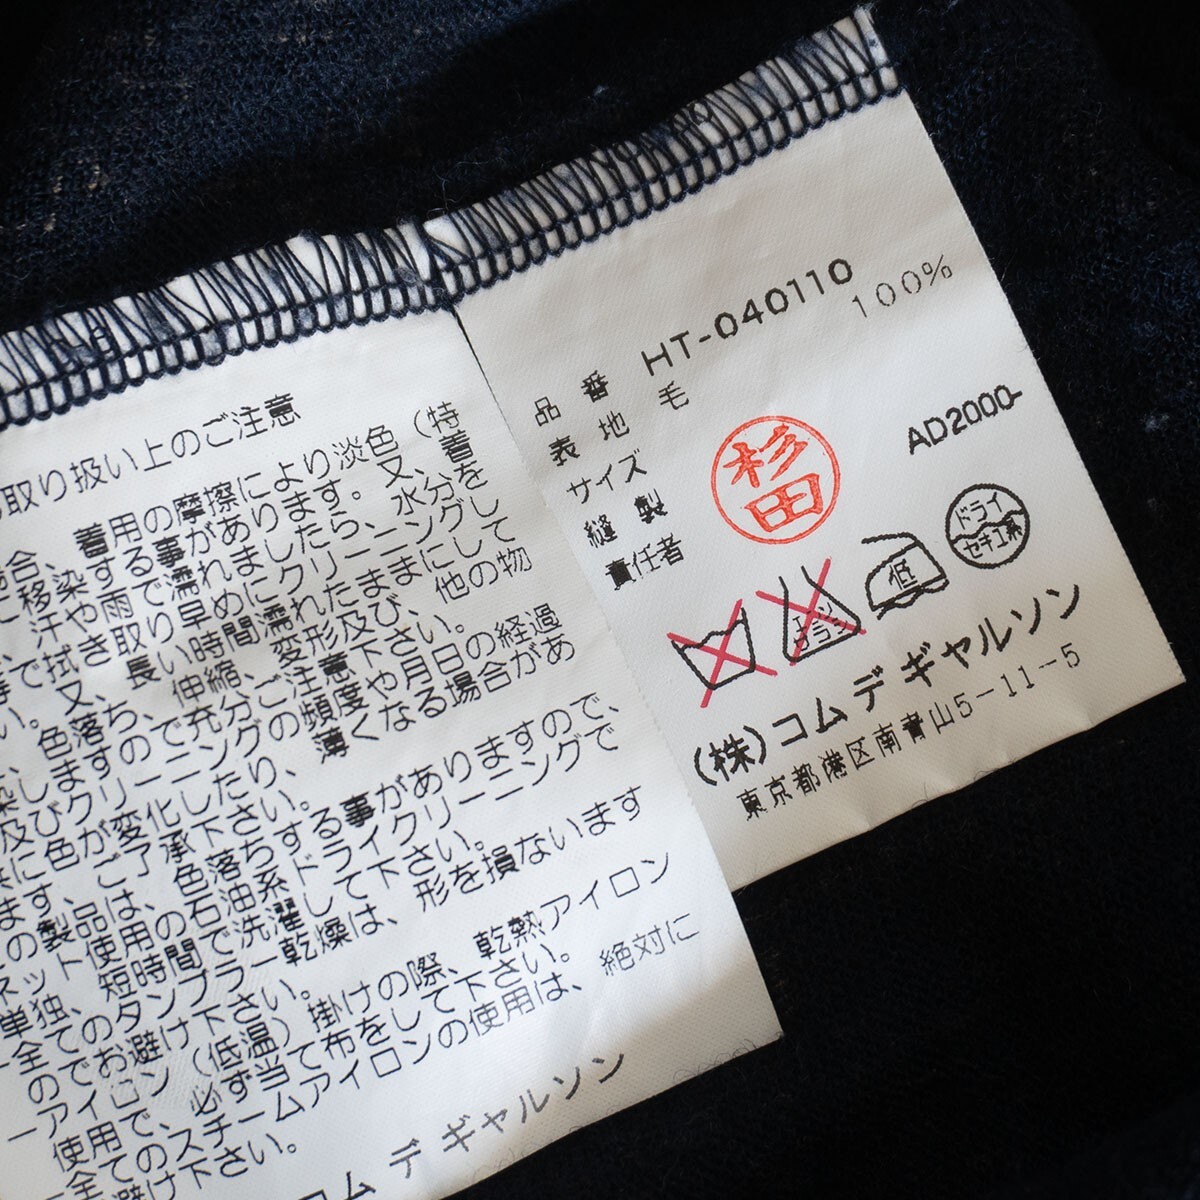 取り扱い上のご注意
合、着用の摩擦により淡色(特
に移染する事があります。又、着
、汗や雨で濡れましたら、水分を
等で拭き取り早めにクリーニングし
い。又、長い時間濡れたままにして
、色落ち、伸縮、変形及び、他の物
染しますので充分ご注意下さい。
及びクリーニングの頻度や月日の経過
共に色が変化したり、薄くなる場合があ
ます、ご了承下さい。
の製品は、色落ちする事がありますので、
ネット使用の石油系ドライクリーニングで
単独、短時間で洗濯して下さい。
全てのタンブラー乾燥は、形を損ないます
のでお避け下さい。
ーアイロン(低温)掛けの際、乾熱アイロン
使用で、必ず当て布をして下さい。
全てのスチームアイロンの使用は、絶対に
避け下さい。
コムデギャルソン
品番 HT-040110
表地 毛 100%
サイズ
縫製
責任者
杉田
AD2000-
エンソ
ナラシ
低
ドライ
セキユ系
(株)コムデギャルソン
東京都港区南青山5-11-5